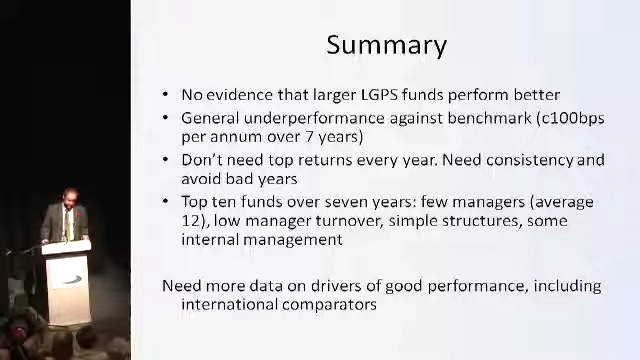 Summary
• No evidence that larger LGPS funds perform better
• General underperformance against benchmark (c100bps
per annum over 7 years)
• Don't need top returns every year. Need consistency and
avoid bad years
• Top ten funds over seven years: few managers (average
12), low manager turnover, simple structures, some
internal management
Need more data on drivers of good performance, including
international comparators